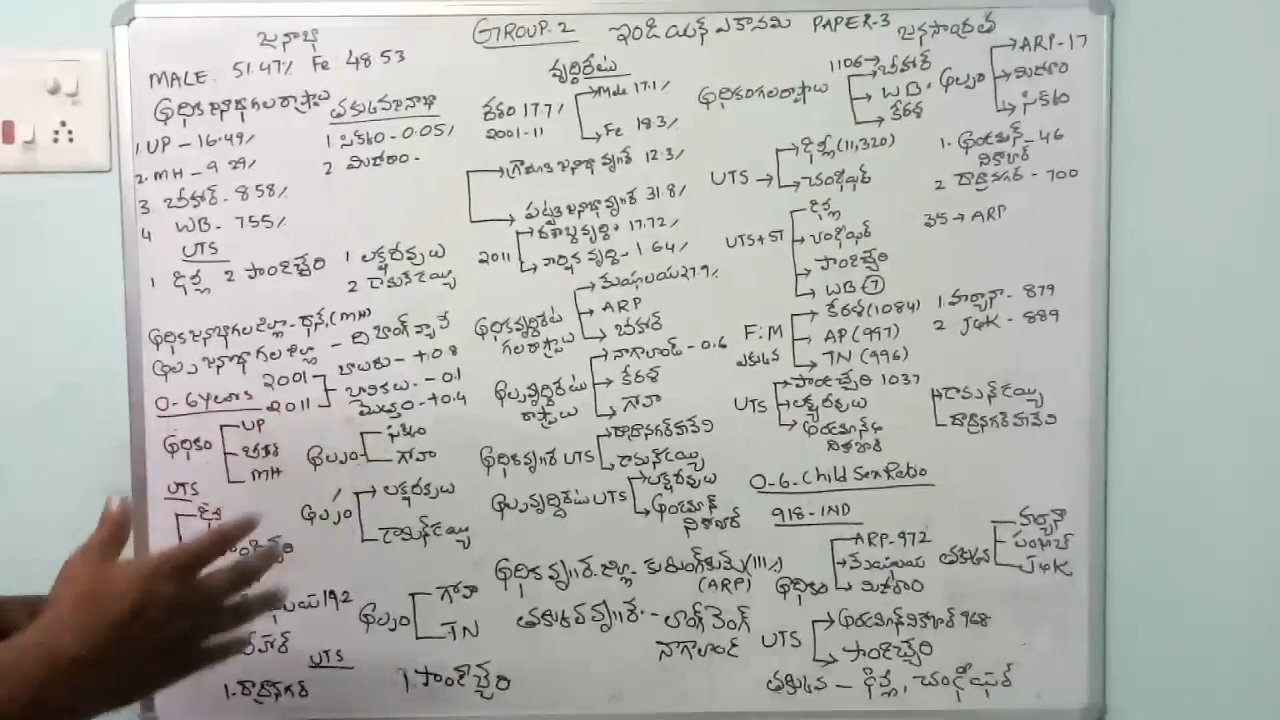 జనాభా
GROUP-2 ఇండియన్ ఎకానమి PAPER-3
జనసాంద్రత
MALE 51.47% Fe 48.53
అధిక జనాభాగల రాష్ట్రాలు
1. UP - 16.49%
2. MH - 9.29%
3 బీహార్ - 8.58%
4 WB - 7.55%
తక్కువ జనాభా
1 సిక్కిం - 0.05%
2 మిజోరం -
UTS
1 ఢిల్లీ 2 పాండిచ్చేరి
1 లక్షదీవులు
2 డామన్ డయ్యు
అధిక జనాభాగల జిల్లా - థానే (MH)
అల్ప జనాభా గల జిల్లా - దిబాంగ్ వ్యాలీ
0-6 Years
2001
2011
బాలురు - +0.8
బాలికలు - -0.1
మొత్తం - +0.4
అధికం
UP
బీహార్
MH
అల్పం
సిక్కిం
గోవా
UTS
ఢిల్లీ
అల్పం
లక్షదీవులు
డామన్ డయ్యు
192
అల్పం
గోవా
TN
UTS
1. దాద్రానగర్
1 పాండిచ్చేరి
వృద్ధిరేటు
దశాబ్ద 17.7%
2001-11
Male 17.1%
Fe 18.3%
గ్రామీణ జనాభా వృ॥రే 12.3%
పట్టణ జనాభా వృ॥రే 31.8%
2011
దశాబ్ద వృద్ధి - 17.72%
వార్షిక వృద్ధి - 1.64%
అధికవృద్ధిరేటు గల రాష్ట్రాలు
మేఘాలయ 27.9%
ARP
బీహార్
అల్పవృద్ధిరేటు రాష్ట్రాలు
నాగాలాండ్ - 0.6
కేరళ
గోవా
అధికవృ॥రే UTS
దాద్రానగర్ హవేలి
డామన్ డయ్యు
అల్పవృద్ధిరేటు UTS
లక్షదీవులు
అండమాన్ నికోబార్
అధిక వృ॥రే జిల్లా - కురుంగ్ కుమే (111%)
(ARP)
తక్కువ వృ॥రే - లాంగ్ లెంగ్
నాగాలాండ్
అధికంగల రాష్ట్రాలు
1106 → బీహార్
WB
కేరళ
అల్పం
ARP-17
మిజోరం
సిక్కిం
UTS →
ఢిల్లీ (11,320)
చండీఘర్
1. అండమాన్ నికోబార్ - 46
2 దాద్రానగర్ - 700
UTS + ST
ఢిల్లీ
చండీఘర్
పాండిచ్చేరి
WB 7
35 → ARP
F:M
ఎక్కువ
కేరళ (1084)
AP (997)
TN (996)
1. హర్యానా - 879
2 J&K - 889
UTS
పాండిచ్చేరి 1037
లక్షదీవులు
అండమాన్ నికోబార్
డామన్ డయ్యు
దాద్రానగర్ హవేలి
0-6-Child Sex Ratio
918-IND
అధికం
ARP-972
మేఘాలయ
మిజోరాం
తక్కువ
హర్యానా
పంజాబ్
J&K
UTS
అండమాన్ నికోబార్ 968
పాండిచ్చేరి
తక్కువ - ఢిల్లీ, చండీఘర్